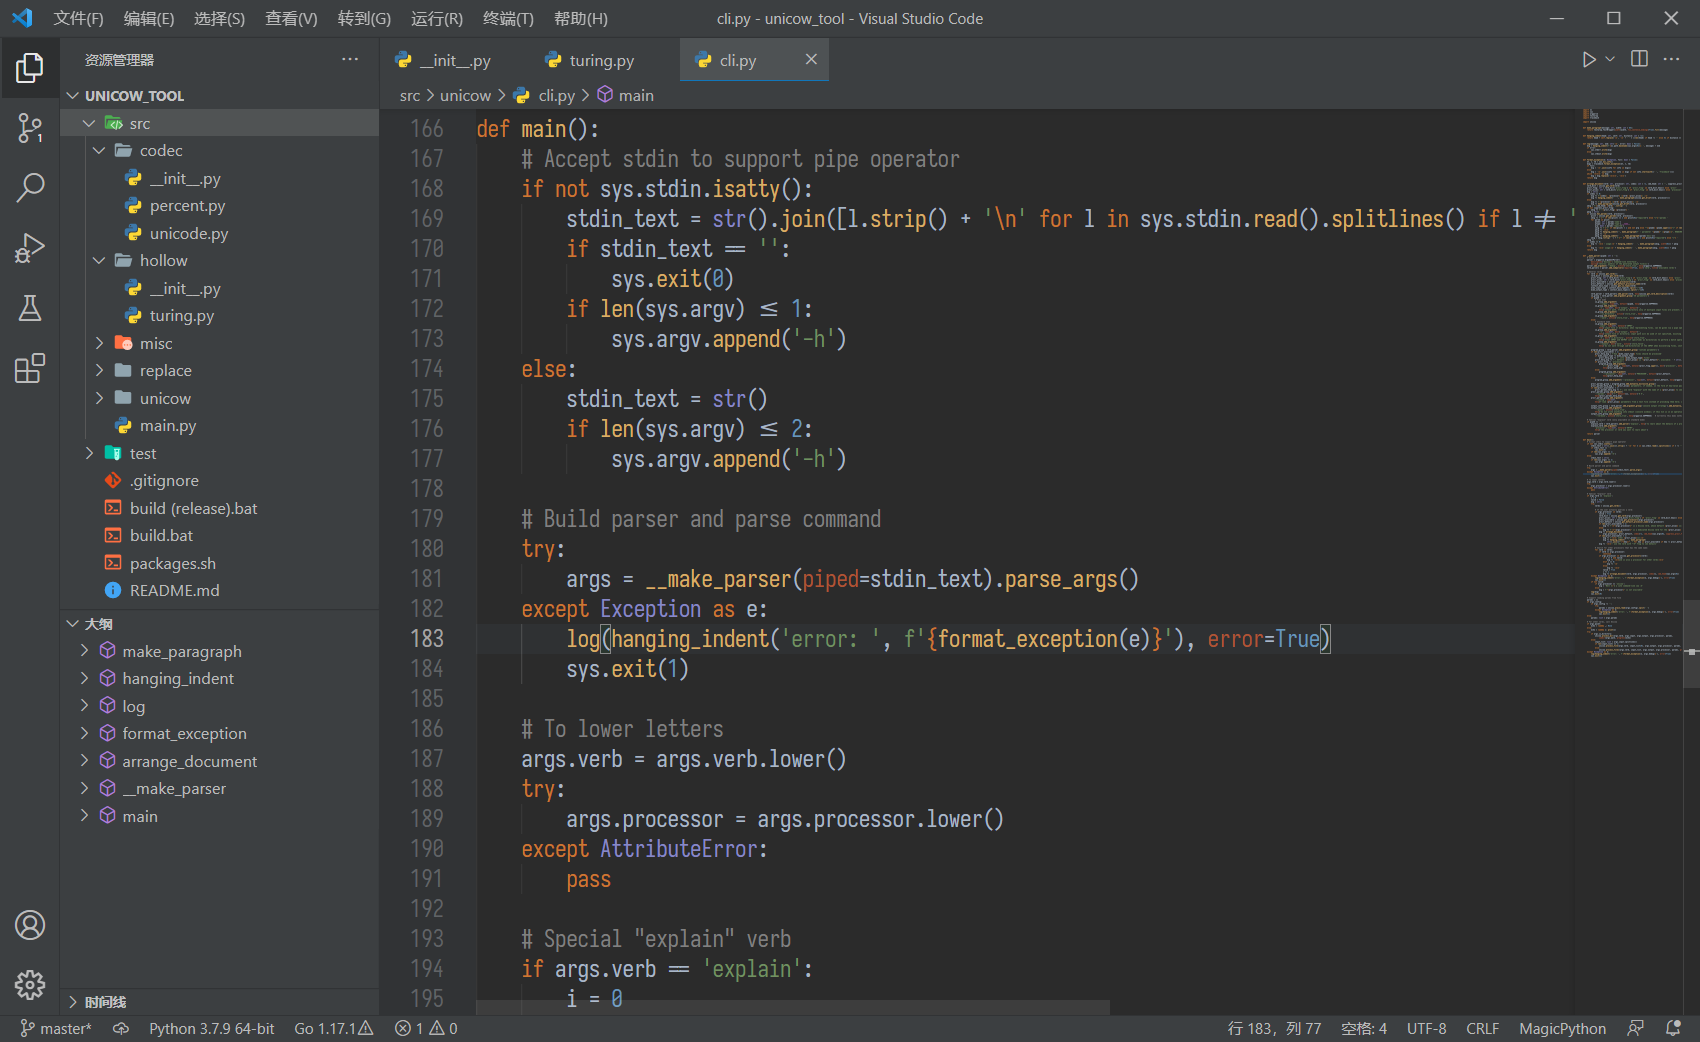 文件(F) 编辑(E) 选择(S) 查看(V) 转到(G) 运行(R) 终端(T) 帮助(H) cli.py - unicow_tool - Visual Studio Code
资源管理器
UNICOW_TOOL
src
codec
__init__.py
percent.py
unicode.py
hollow
__init__.py
turing.py
misc
replace
unicow
main.py
test
.gitignore
build (release).bat
build.bat
packages.sh
README.md
大纲
make_paragraph
hanging_indent
log
format_exception
arrange_document
__make_parser
main
时间线
__init__.py turing.py cli.py
src > unicow > cli.py > main
166 def main():
167 # Accept stdin to support pipe operator
168 if not sys.stdin.isatty():
169 stdin_text = str().join([l.strip() + '\n' for l in sys.stdin.read().splitlines() if l ≠ '
170 if stdin_text == '':
171 sys.exit(0)
172 if len(sys.argv) ≤ 1:
173 sys.argv.append('-h')
174 else:
175 stdin_text = str()
176 if len(sys.argv) ≤ 2:
177 sys.argv.append('-h')
178
179 # Build parser and parse command
180 try:
181 args = __make_parser(piped=stdin_text).parse_args()
182 except Exception as e:
183 log(hanging_indent('error: ', f'{format_exception(e)}'), error=True)
184 sys.exit(1)
185
186 # To lower letters
187 args.verb = args.verb.lower()
188 try:
189 args.processor = args.processor.lower()
190 except AttributeError:
191 pass
192
193 # Special "explain" verb
194 if args.verb == 'explain':
195 i = 0
master* Python 3.7.9 64-bit Go 1.17.1 1 0 行 183，列 77 空格: 4 UTF-8 CRLF MagicPython